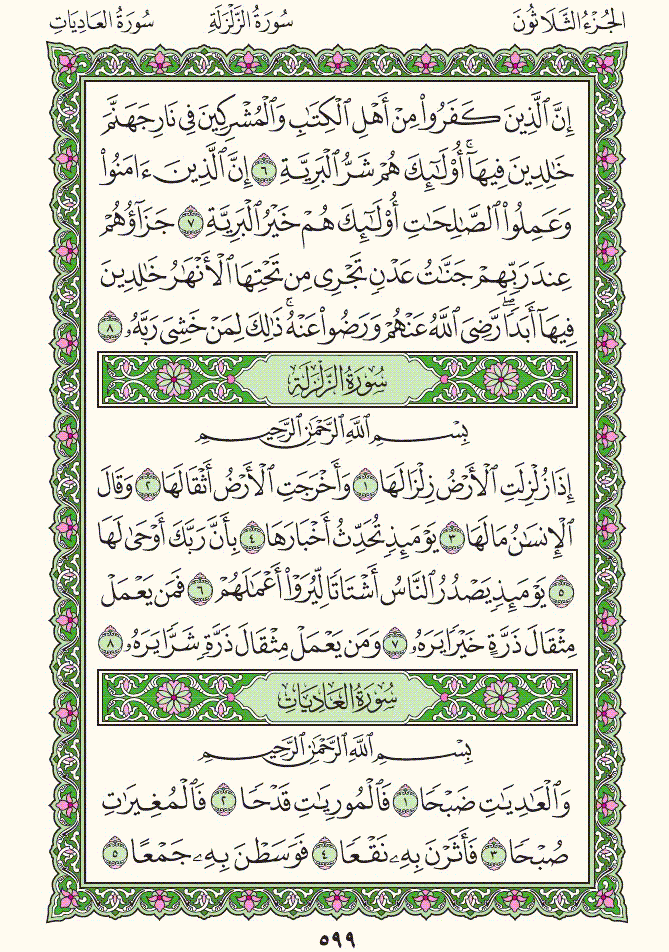 الجُزْءُ الثَّلَاثُونَ سُورَةُ الزَّلْزَلَةِ سُورَةُ العَادِيَاتِ
إِنَّ ٱلَّذِينَ كَفَرُوا۟ مِنْ أَهْلِ ٱلْكِتَٰبِ وَٱلْمُشْرِكِينَ فِى نَارِ جَهَنَّمَ
خَٰلِدِينَ فِيهَآ ۚ أُو۟لَٰٓئِكَ هُمْ شَرُّ ٱلْبَرِيَّةِ ٦ إِنَّ ٱلَّذِينَ ءَامَنُوا۟
وَعَمِلُوا۟ ٱلصَّٰلِحَٰتِ أُو۟لَٰٓئِكَ هُمْ خَيْرُ ٱلْبَرِيَّةِ ٧ جَزَآؤُهُمْ
عِندَ رَبِّهِمْ جَنَّٰتُ عَدْنٍ تَجْرِى مِن تَحْتِهَا ٱلْأَنْهَٰرُ خَٰلِدِينَ
فِيهَآ أَبَدًا ۖ رَّضِىَ ٱللَّهُ عَنْهُمْ وَرَضُوا۟ عَنْهُ ۚ ذَٰلِكَ لِمَنْ خَشِىَ رَبَّهُۥ ٨
سُورَةُ الزَّلْزَلَةِ
بِسْمِ ٱللَّهِ ٱلرَّحْمَٰنِ ٱلرَّحِيمِ
إِذَا زُلْزِلَتِ ٱلْأَرْضُ زِلْزَالَهَا ١ وَأَخْرَجَتِ ٱلْأَرْضُ أَثْقَالَهَا ٢ وَقَالَ
ٱلْإِنسَٰنُ مَا لَهَا ٣ يَوْمَئِذٍ تُحَدِّثُ أَخْبَارَهَا ٤ بِأَنَّ رَبَّكَ أَوْحَىٰ لَهَا
٥ يَوْمَئِذٍ يَصْدُرُ ٱلنَّاسُ أَشْتَاتًا لِّيُرَوْا۟ أَعْمَٰلَهُمْ ٦ فَمَن يَعْمَلْ
مِثْقَالَ ذَرَّةٍ خَيْرًا يَرَهُۥ ٧ وَمَن يَعْمَلْ مِثْقَالَ ذَرَّةٍ شَرًّا يَرَهُۥ ٨
سُورَةُ العَادِيَاتِ
بِسْمِ ٱللَّهِ ٱلرَّحْمَٰنِ ٱلرَّحِيمِ
وَٱلْعَٰدِيَٰتِ ضَبْحًا ١ فَٱلْمُورِيَٰتِ قَدْحًا ٢ فَٱلْمُغِيرَٰتِ
صُبْحًا ٣ فَأَثَرْنَ بِهِۦ نَقْعًا ٤ فَوَسَطْنَ بِهِۦ جَمْعًا ٥
٥٩٩